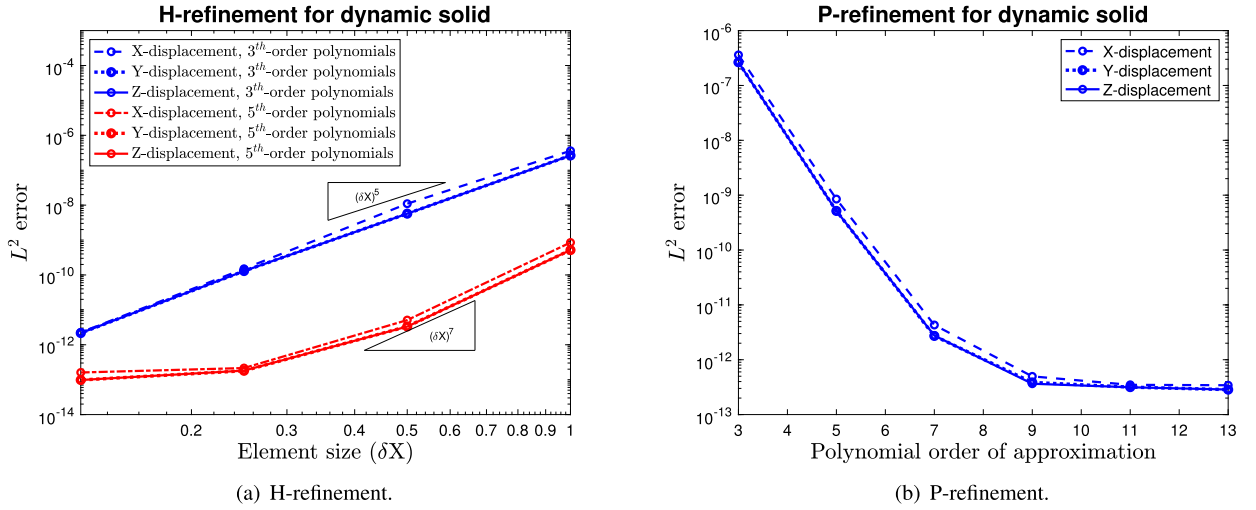 H-refinement for dynamic solid
X-displacement, 3th-order polynomials
Y-displacement, 3th-order polynomials
Z-displacement, 3th-order polynomials
X-displacement, 5th-order polynomials
Y-displacement, 5th-order polynomials
Z-displacement, 5th-order polynomials
10^-4
10^-6
10^-8
10^-10
10^-12
10^-14
L^2 error
(δX)^5
(δX)^7
0.2 0.3 0.4 0.5 0.6 0.7 0.8 0.9 1
Element size (δX)
(a) H-refinement.
P-refinement for dynamic solid
X-displacement
Y-displacement
Z-displacement
10^-6
10^-7
10^-8
10^-9
10^-10
10^-11
10^-12
10^-13
L^2 error
3 4 5 6 7 8 9 10 11 12 13
Polynomial order of approximation
(b) P-refinement.